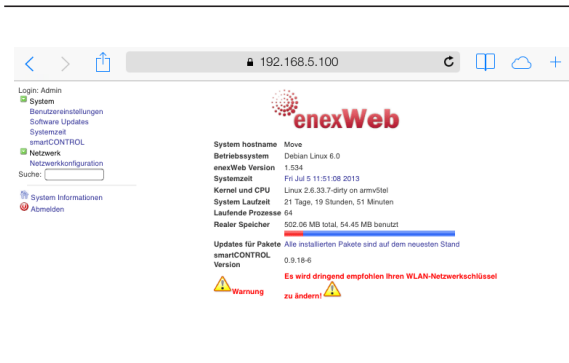 192.168.5.100
Login: Admin
System
Benutzereinstellungen
Software Updates
Systemzeit
smartCONTROL
Netzwerk
Netzwerkkonfiguration
Suche:
System Informationen
Abmelden
enexWeb
System hostname Move
Betriebssystem Debian Linux 6.0
enexWeb Version 1.534
Systemzeit Fri Jul 5 11:51:08 2013
Kernel und CPU Linux 2.6.33.7-dirty on armv5tel
System Laufzeit 21 Tage, 19 Stunden, 51 Minuten
Laufende Prozesse 64
Realer Speicher 502.06 MB total, 54.45 MB benutzt
Updates für Pakete Alle installierten Pakete sind auf dem neuesten Stand
smartCONTROL
Version 0.9.18-6
Warnung
Es wird dringend empfohlen Ihren WLAN-Netzwerkschlüssel
zu ändern!